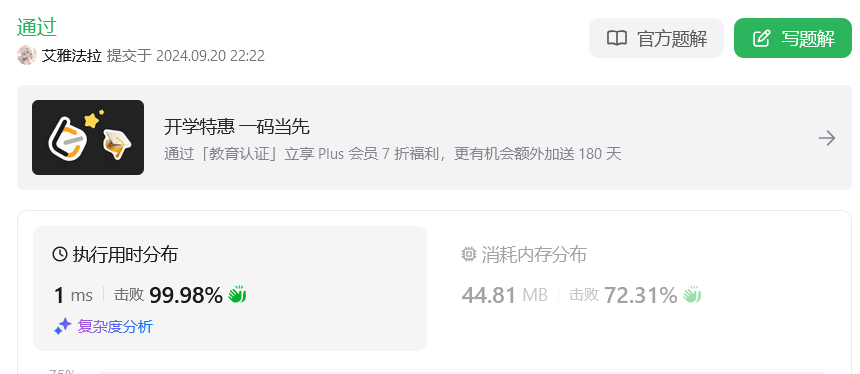 通过
艾雅法拉 提交于 2024.09.20 22:22
官方题解
写题解
开学特惠 一码当先
通过「教育认证」立享 Plus 会员 7 折福利，更有机会额外加送 180 天
执行用时分布
1 ms 击败 99.98%
复杂度分析
消耗内存分布
44.81 MB 击败 72.31%
75%